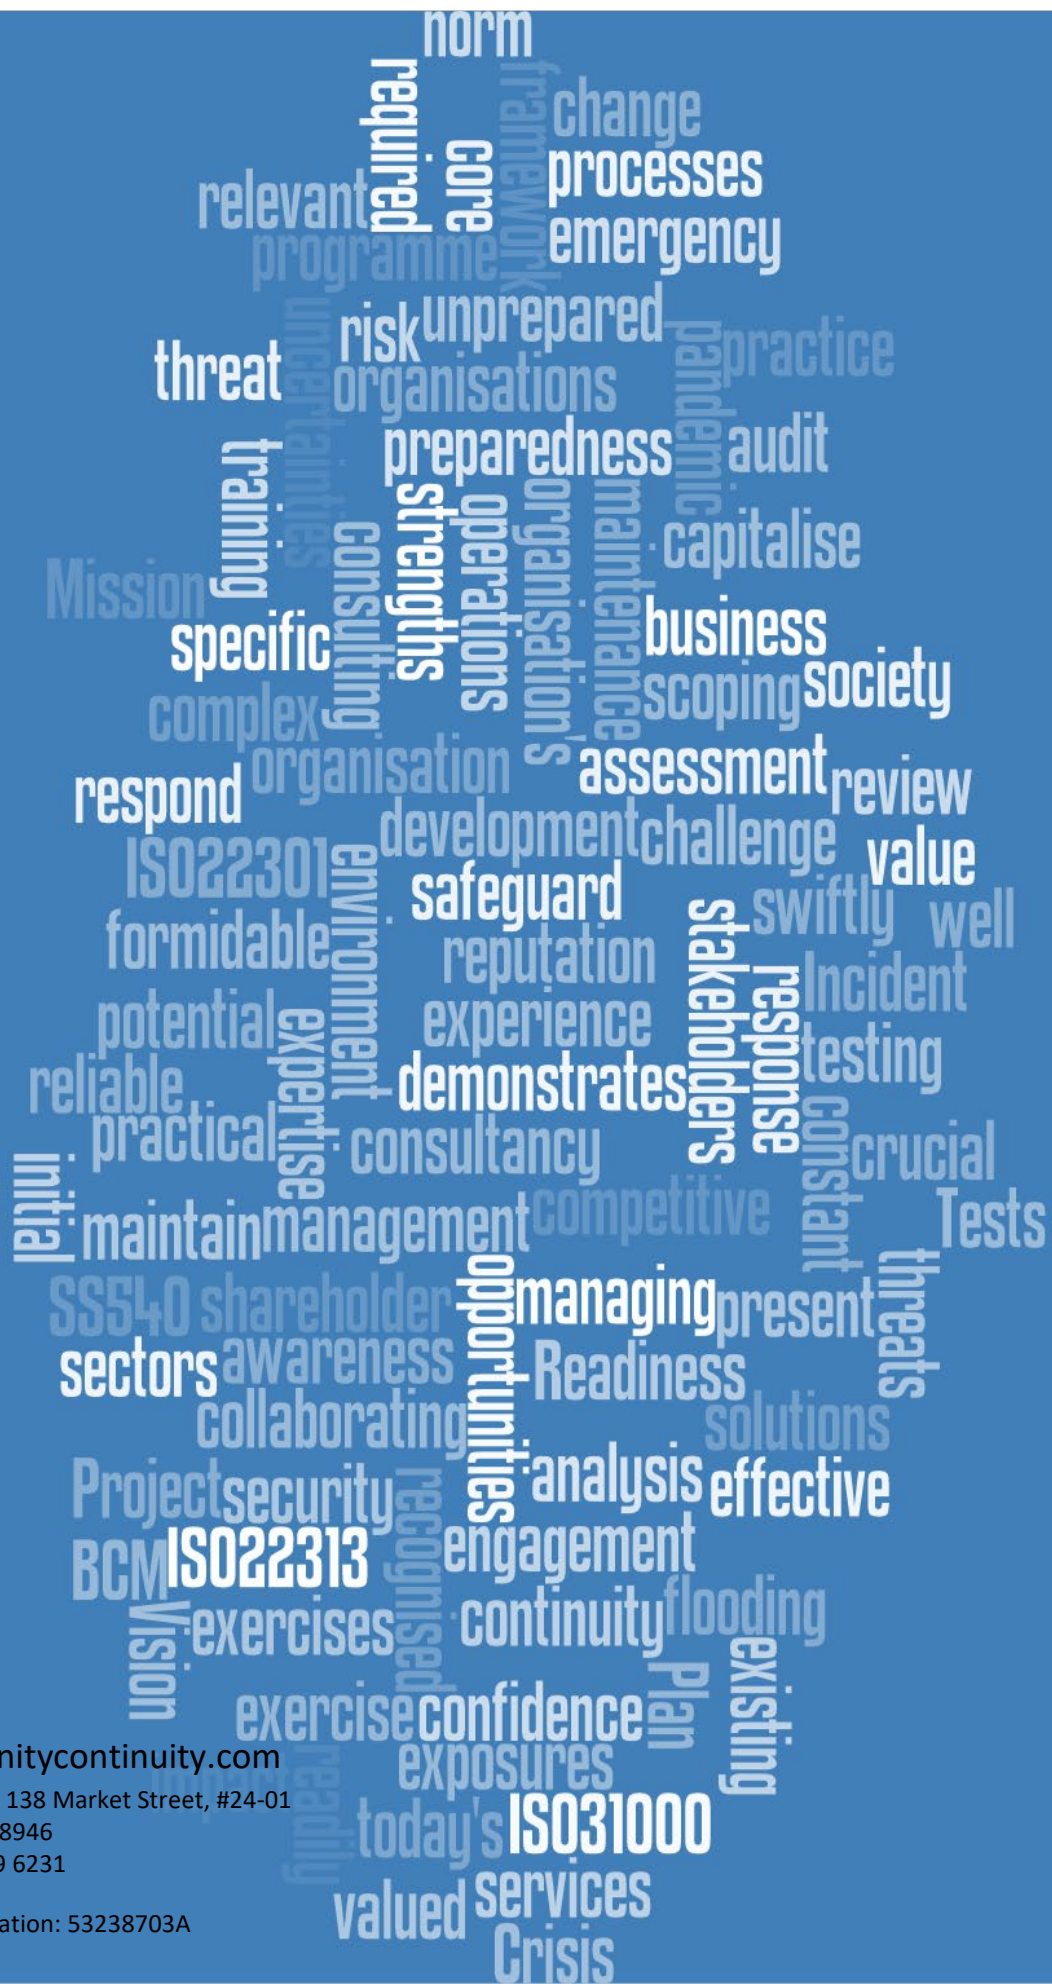 norm
required
framework
change
core
processes
relevant
emergency
programme
uncertainties
risk
unprepared
pandemic
practice
threat
organisations
preparedness
audit
training
strengths
operations
organisation's
maintenance
consulting
capitalise
Mission
specific
business
society
scoping
complex
organisation
assessment
review
respond
development
challenge
value
ISO22301
environment
safeguard
stakeholders
swiftly
well
formidable
reputation
response
Incident
potential
expertise
experience
testing
reliable
demonstrates
practical
consultancy
constant
crucial
initial
maintain
management
competitive
Tests
opportunities
threats
SS540
shareholder
managing
present
sectors
awareness
Readiness
collaborating
solutions
Project
security
recognised
analysis
effective
BCM
ISO22313
engagement
Vision
exercises
continuity
flooding
existing
exercise
confidence
Plan
nitycontinuity.com
exposures
impact
readily
138 Market Street, #24-01
today's
ISO31000
8946
9 6231
valued
services
ation: 53238703A
Crisis